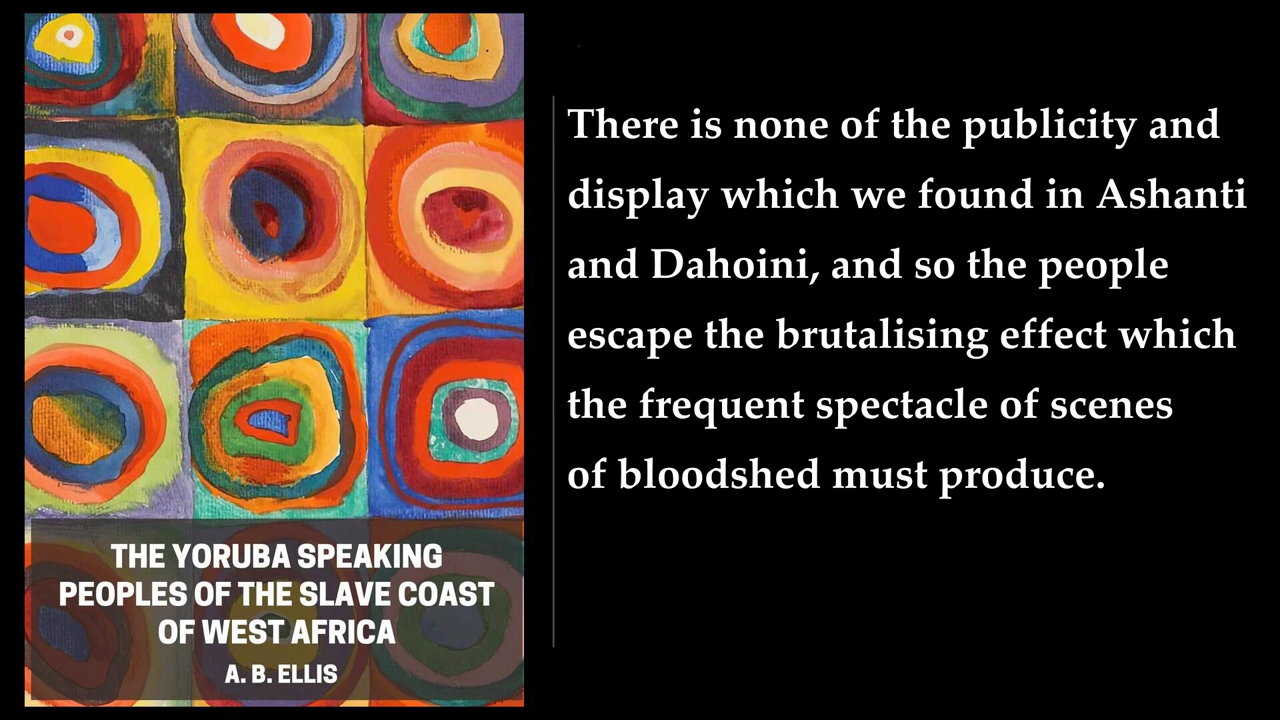 THE YORUBA SPEAKING
PEOPLES OF THE SLAVE COAST
OF WEST AFRICA
A. B. ELLIS
There is none of the publicity and
display which we found in Ashanti
and Dahoini, and so the people
escape the brutalising effect which
the frequent spectacle of scenes
of bloodshed must produce.